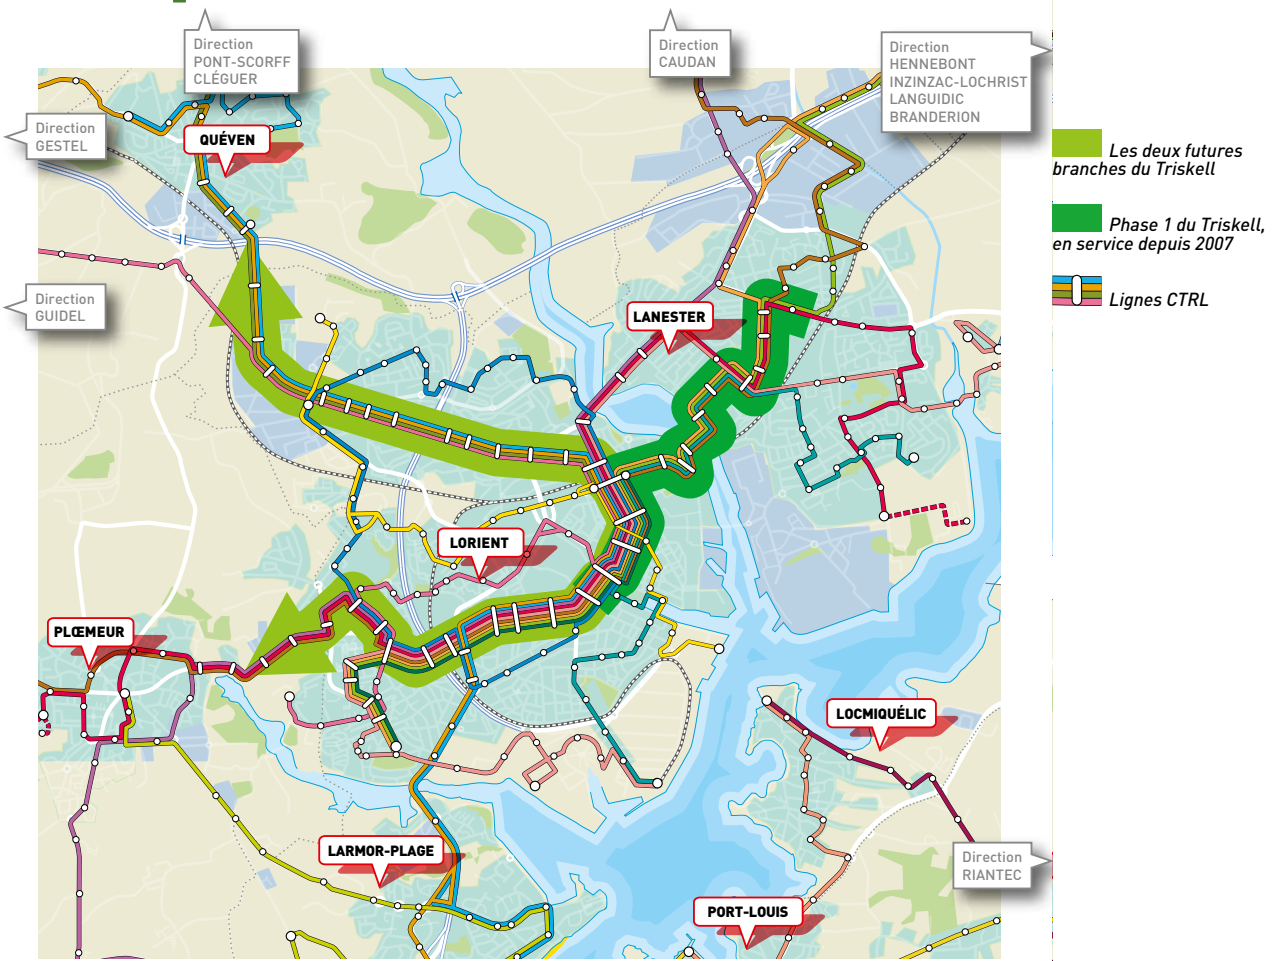 Direction
PONT-SCORFF
CLÉGUER
Direction
CAUDAN
Direction
HENNEBONT
INZINZAC-LOCHRIST
LANGUIDIC
BRANDERION
Direction
GESTEL
QUÉVEN
Les deux futures
branches du Triskell
Phase 1 du Triskell,
en service depuis 2007
Lignes CTRL
Direction
GUIDEL
LANESTER
LORIENT
PLŒMEUR
LOCMIQUÉLIC
LARMOR-PLAGE
Direction
RIANTEC
PORT-LOUIS